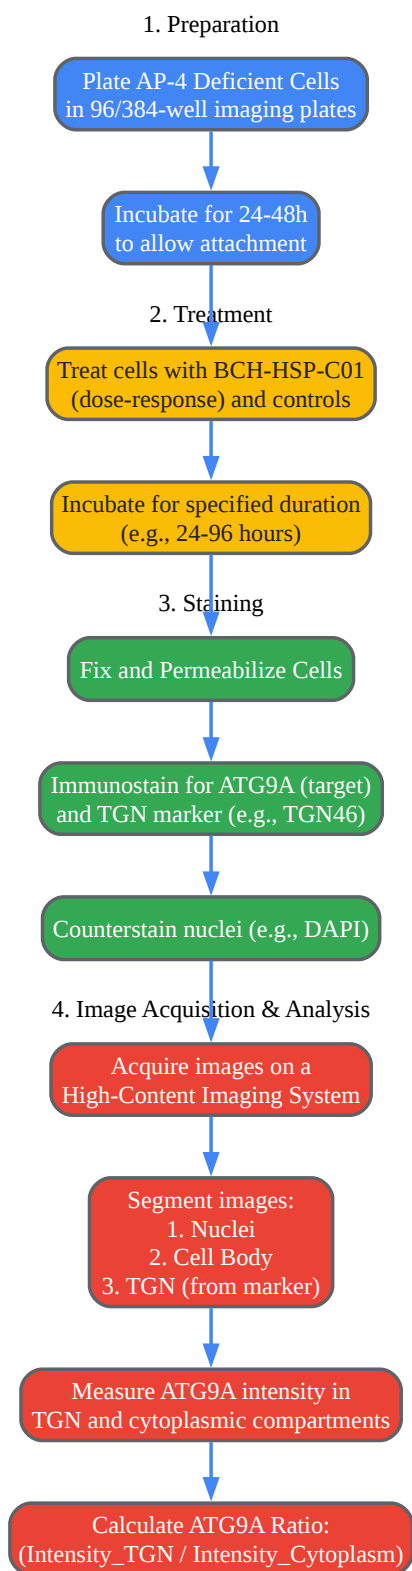 1. Preparation
Plate AP-4 Deficient Cells
in 96/384-well imaging plates
Incubate for 24-48h
to allow attachment
2. Treatment
Treat cells with BCH-HSP-C01
(dose-response) and controls
Incubate for specified duration
(e.g., 24-96 hours)
3. Staining
Fix and Permeabilize Cells
Immunostain for ATG9A (target)
and TGN marker (e.g., TGN46)
Counterstain nuclei (e.g., DAPI)
4. Image Acquisition & Analysis
Acquire images on a
High-Content Imaging System
Segment images:
1. Nuclei
2. Cell Body
3. TGN (from marker)
Measure ATG9A intensity in
TGN and cytoplasmic compartments
Calculate ATG9A Ratio:
(Intensity_TGN / Intensity_Cytoplasm)